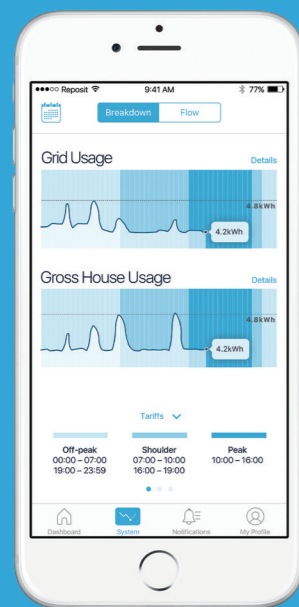 ●●●○○ Reposit 9:41 AM 77%
Breakdown Flow
Grid Usage Details
4.8kWh
4.2kWh
Gross House Usage Details
4.8kWh
4.2kWh
Tariffs
Off-peak Shoulder Peak
00:00 – 07:00 07:00 – 10:00 10:00 – 16:00
19:00 – 23:59 16:00 – 19:00
Dashboard System Notifications My Profile